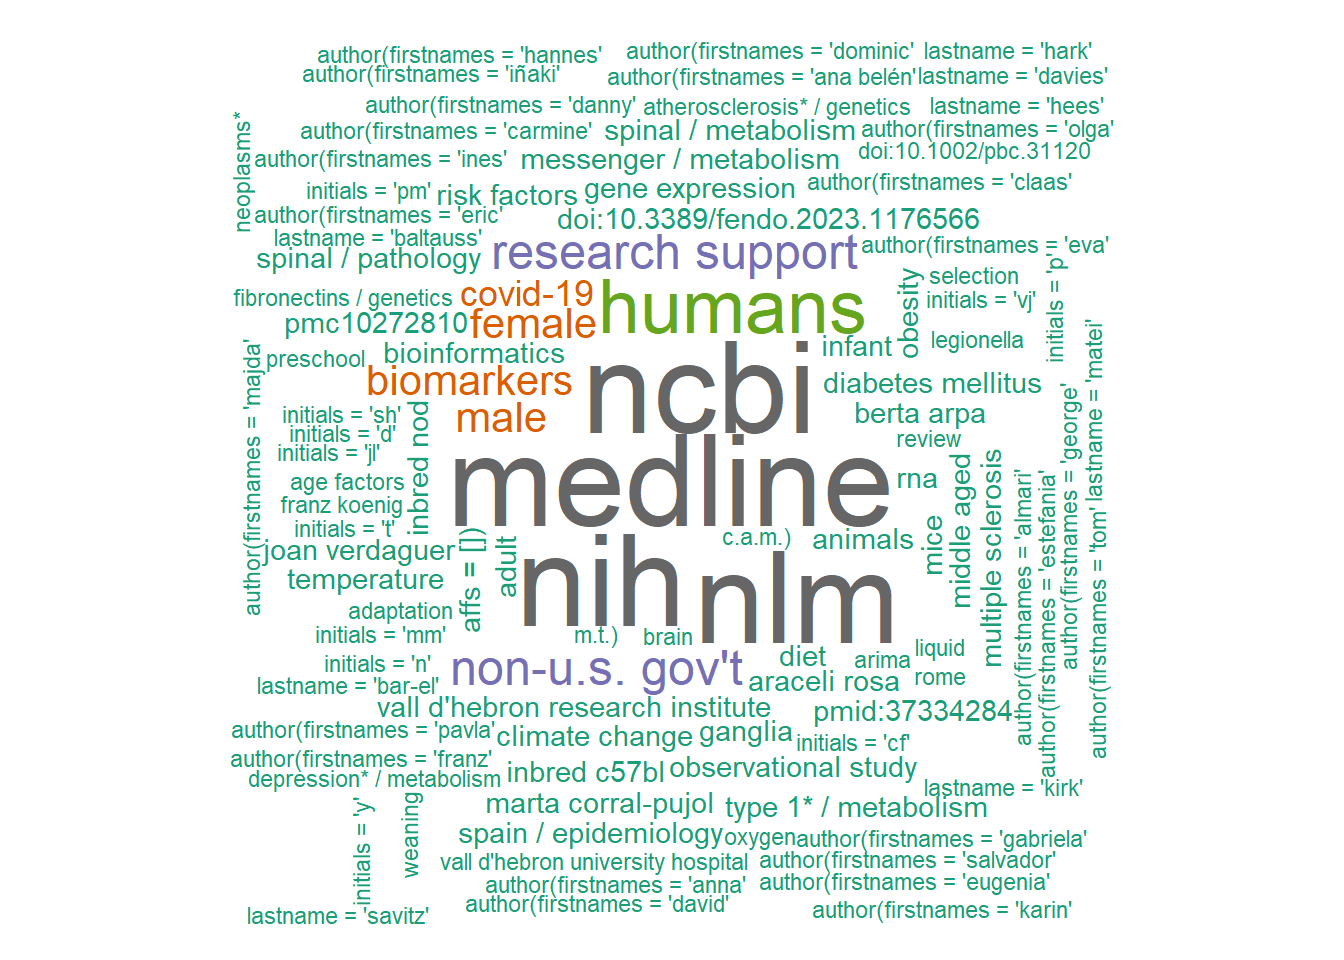 author(firstnames = 'hannes'
author(firstnames = 'dominic'
lastname = 'hark'
author(firstnames = 'iñaki'
author(firstnames = 'ana belén'
lastname = 'davies'
author(firstnames = 'danny'
atherosclerosis* / genetics
lastname = 'hees'
neoplasms*
author(firstnames = 'carmine'
spinal / metabolism
author(firstnames = 'olga'
author(firstnames = 'ines'
messenger / metabolism
doi:10.1002/pbc.31120
initials = 'pm'
risk factors
gene expression
author(firstnames = 'claas'
author(firstnames = 'eric'
doi:10.3389/fendo.2023.1176566
lastname = 'baltauss'
research support
author(firstnames = 'eva'
spinal / pathology
selection
initials = 'p'
fibronectins / genetics
covid-19
humans
obesity
initials = 'vj'
pmc10272810
female
infant
legionella
preschool
bioinformatics
ncbi
author(firstnames = 'majda'
biomarkers
diabetes mellitus
lastname = 'matei'
initials = 'sh'
male
berta arpa
initials = 'd'
inbred nod
review
author(firstnames = 'george'
initials = 'jl'
medline
age factors
rna
middle aged
multiple sclerosis
franz koenig
initials = 't'
c.a.m.)
animals
mice
author(firstnames = 'almari'
author(firstnames = 'estefania'
author(firstnames = 'tom'
joan verdaguer
affs = [])
adult
nih
nlm
temperature
adaptation
initials = 'mm'
m.t.)
brain
liquid
initials = 'n'
non-u.s. gov't
diet
arima
rome
lastname = 'bar-el'
araceli rosa
vall d'hebron research institute
pmid:37334284
author(firstnames = 'pavla'
climate change
ganglia
initials = 'cf'
author(firstnames = 'franz'
depression* / metabolism
inbred c57bl
observational study
lastname = 'kirk'
initials = 'y'
weaning
marta corral-pujol
type 1* / metabolism
spain / epidemiology
oxygen
author(firstnames = 'gabriela'
vall d'hebron university hospital
author(firstnames = 'salvador'
author(firstnames = 'anna'
author(firstnames = 'eugenia'
lastname = 'savitz'
author(firstnames = 'david'
author(firstnames = 'karin'